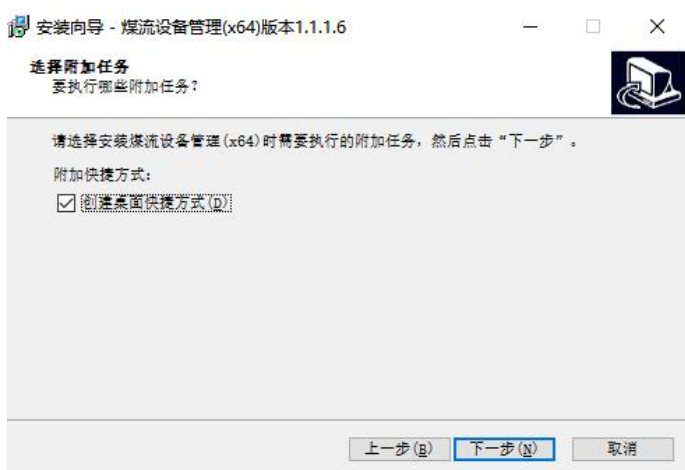 安装向导 - 煤流设备管理(x64)版本1.1.1.6
选择附加任务
要执行哪些附加任务?
请选择安装煤流设备管理(x64)时需要执行的附加任务, 然后点击“下一步”。
附加快捷方式:
创建桌面快捷方式(D)
上一步(B)
下一步(N)
取消